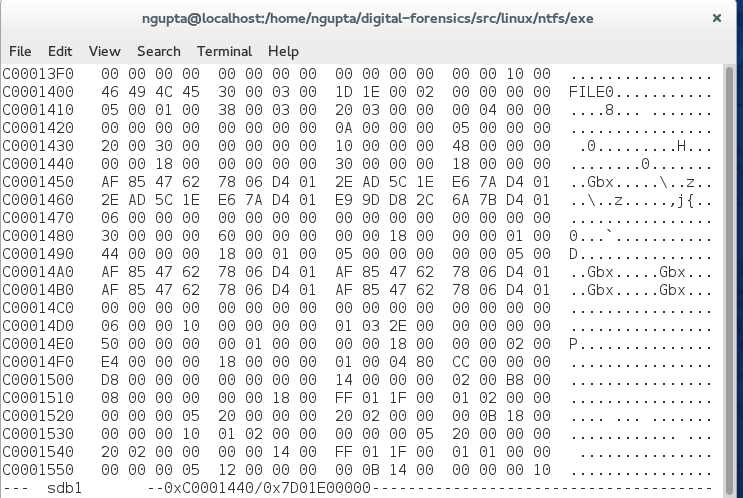 ngupta@localhost:/home/ngupta/digital-forensics/src/linux/ntfs/exe ×
File Edit View Search Terminal Help
C00013F0 00 00 00 00 00 00 00 00 00 00 00 00 00 00 10 00 ................
C0001400 46 49 4C 45 30 00 03 00 1D 1E 00 02 00 00 00 00 FILE0...........
C0001410 05 00 01 00 38 00 03 00 20 03 00 00 00 04 00 00 ....8... .......
C0001420 00 00 00 00 00 00 00 00 0A 00 00 00 05 00 00 00 ................
C0001430 20 00 30 00 00 00 00 00 10 00 00 00 48 00 00 00  .0.........H...
C0001440 00 00 18 00 00 00 00 00 30 00 00 00 18 00 00 00 ........0.......
C0001450 AF 85 47 62 78 06 D4 01 2E AD 5C 1E E6 7A D4 01 ..Gbx.....\..z..
C0001460 2E AD 5C 1E E6 7A D4 01 E9 9D D8 2C 6A 7B D4 01 ..\..z.....,j{..
C0001470 06 00 00 00 00 00 00 00 00 00 00 00 00 00 00 00 ................
C0001480 30 00 00 00 60 00 00 00 00 00 18 00 00 00 01 00 0...`...........
C0001490 44 00 00 00 18 00 01 00 05 00 00 00 00 00 05 00 D...............
C00014A0 AF 85 47 62 78 06 D4 01 AF 85 47 62 78 06 D4 01 ..Gbx.....Gbx...
C00014B0 AF 85 47 62 78 06 D4 01 AF 85 47 62 78 06 D4 01 ..Gbx.....Gbx...
C00014C0 00 00 00 00 00 00 00 00 00 00 00 00 00 00 00 00 ................
C00014D0 06 00 00 10 00 00 00 00 01 03 2E 00 00 00 00 00 ................
C00014E0 50 00 00 00 00 01 00 00 00 00 18 00 00 00 02 00 P...............
C00014F0 E4 00 00 00 18 00 00 00 01 00 04 80 CC 00 00 00 ................
C0001500 D8 00 00 00 00 00 00 00 14 00 00 00 02 00 B8 00 ................
C0001510 08 00 00 00 00 00 18 00 FF 01 1F 00 01 02 00 00 ................
C0001520 00 00 00 05 20 00 00 00 20 02 00 00 00 0B 18 00 .... ... .......
C0001530 00 00 00 10 01 02 00 00 00 00 00 05 20 00 00 00 ............ ...
C0001540 20 02 00 00 00 00 14 00 FF 01 1F 00 01 01 00 00  ...............
C0001550 00 00 00 05 12 00 00 00 00 0B 14 00 00 00 00 10 ................
--- sdb1 --0xC0001440/0x7D01E00000--------------------------------------